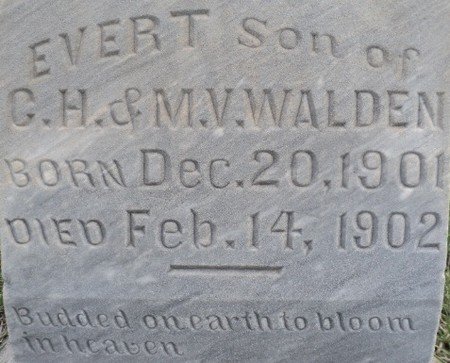 EVERT Son of
C.H.&M.V.WALDEN
BORN Dec.20,1901
DIED Feb.14, 1902
Budded on earth to bloom
in heaven